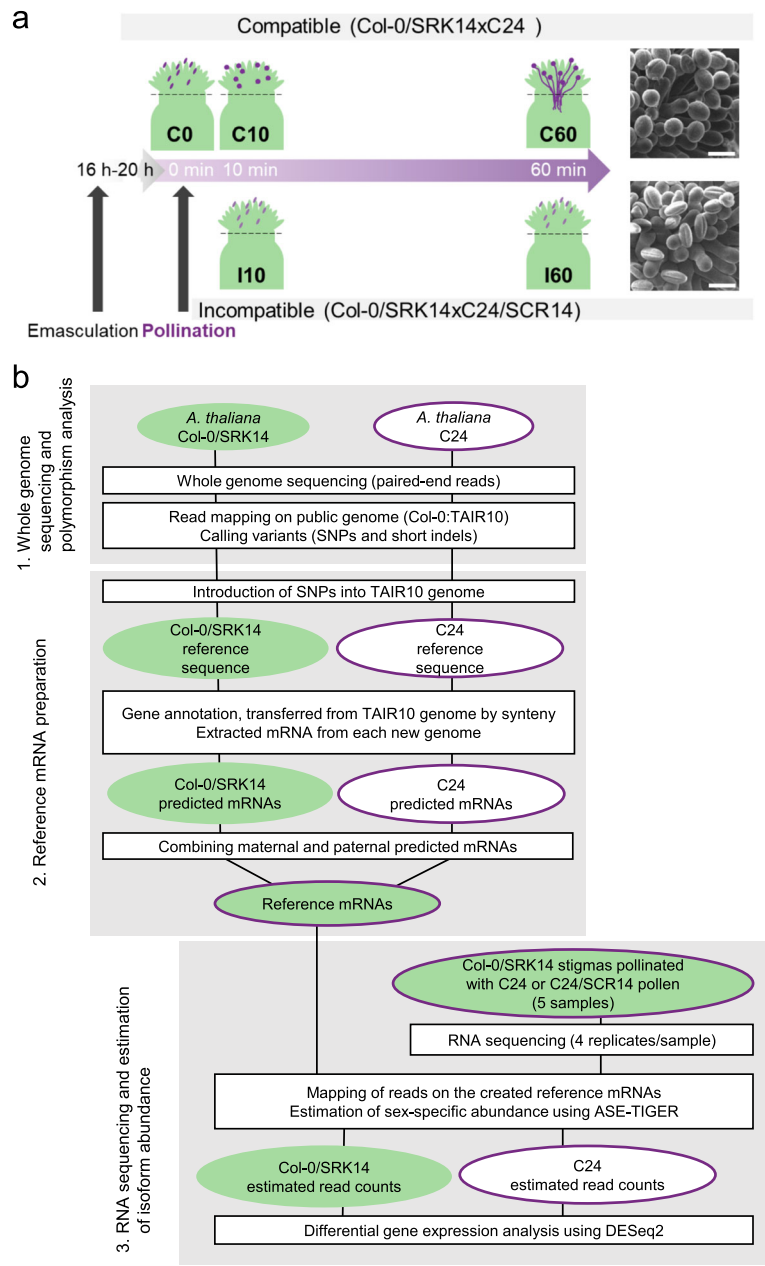 a
Compatible (Col-0/SRK14xC24 )
C0
C10
C60
16 h-20 h
0 min
10 min
60 min
I10
I60
Incompatible (Col-0/SRK14xC24/SCR14)
Emasculation
Pollination
b
1. Whole genome
sequencing and
polymorphism analysis
A. thaliana
Col-0/SRK14
A. thaliana
C24
Whole genome sequencing (paired-end reads)
Read mapping on public genome (Col-0:TAIR10)
Calling variants (SNPs and short indels)
2. Reference mRNA preparation
Introduction of SNPs into TAIR10 genome
Col-0/SRK14
reference
sequence
C24
reference
sequence
Gene annotation, transferred from TAIR10 genome by synteny
Extracted mRNA from each new genome
Col-0/SRK14
predicted mRNAs
C24
predicted mRNAs
Combining maternal and paternal predicted mRNAs
Reference mRNAs
3. RNA sequencing and estimation
of isoform abundance
Col-0/SRK14 stigmas pollinated
with C24 or C24/SCR14 pollen
(5 samples)
RNA sequencing (4 replicates/sample)
Mapping of reads on the created reference mRNAs
Estimation of sex-specific abundance using ASE-TIGER
Col-0/SRK14
estimated read counts
C24
estimated read counts
Differential gene expression analysis using DESeq2